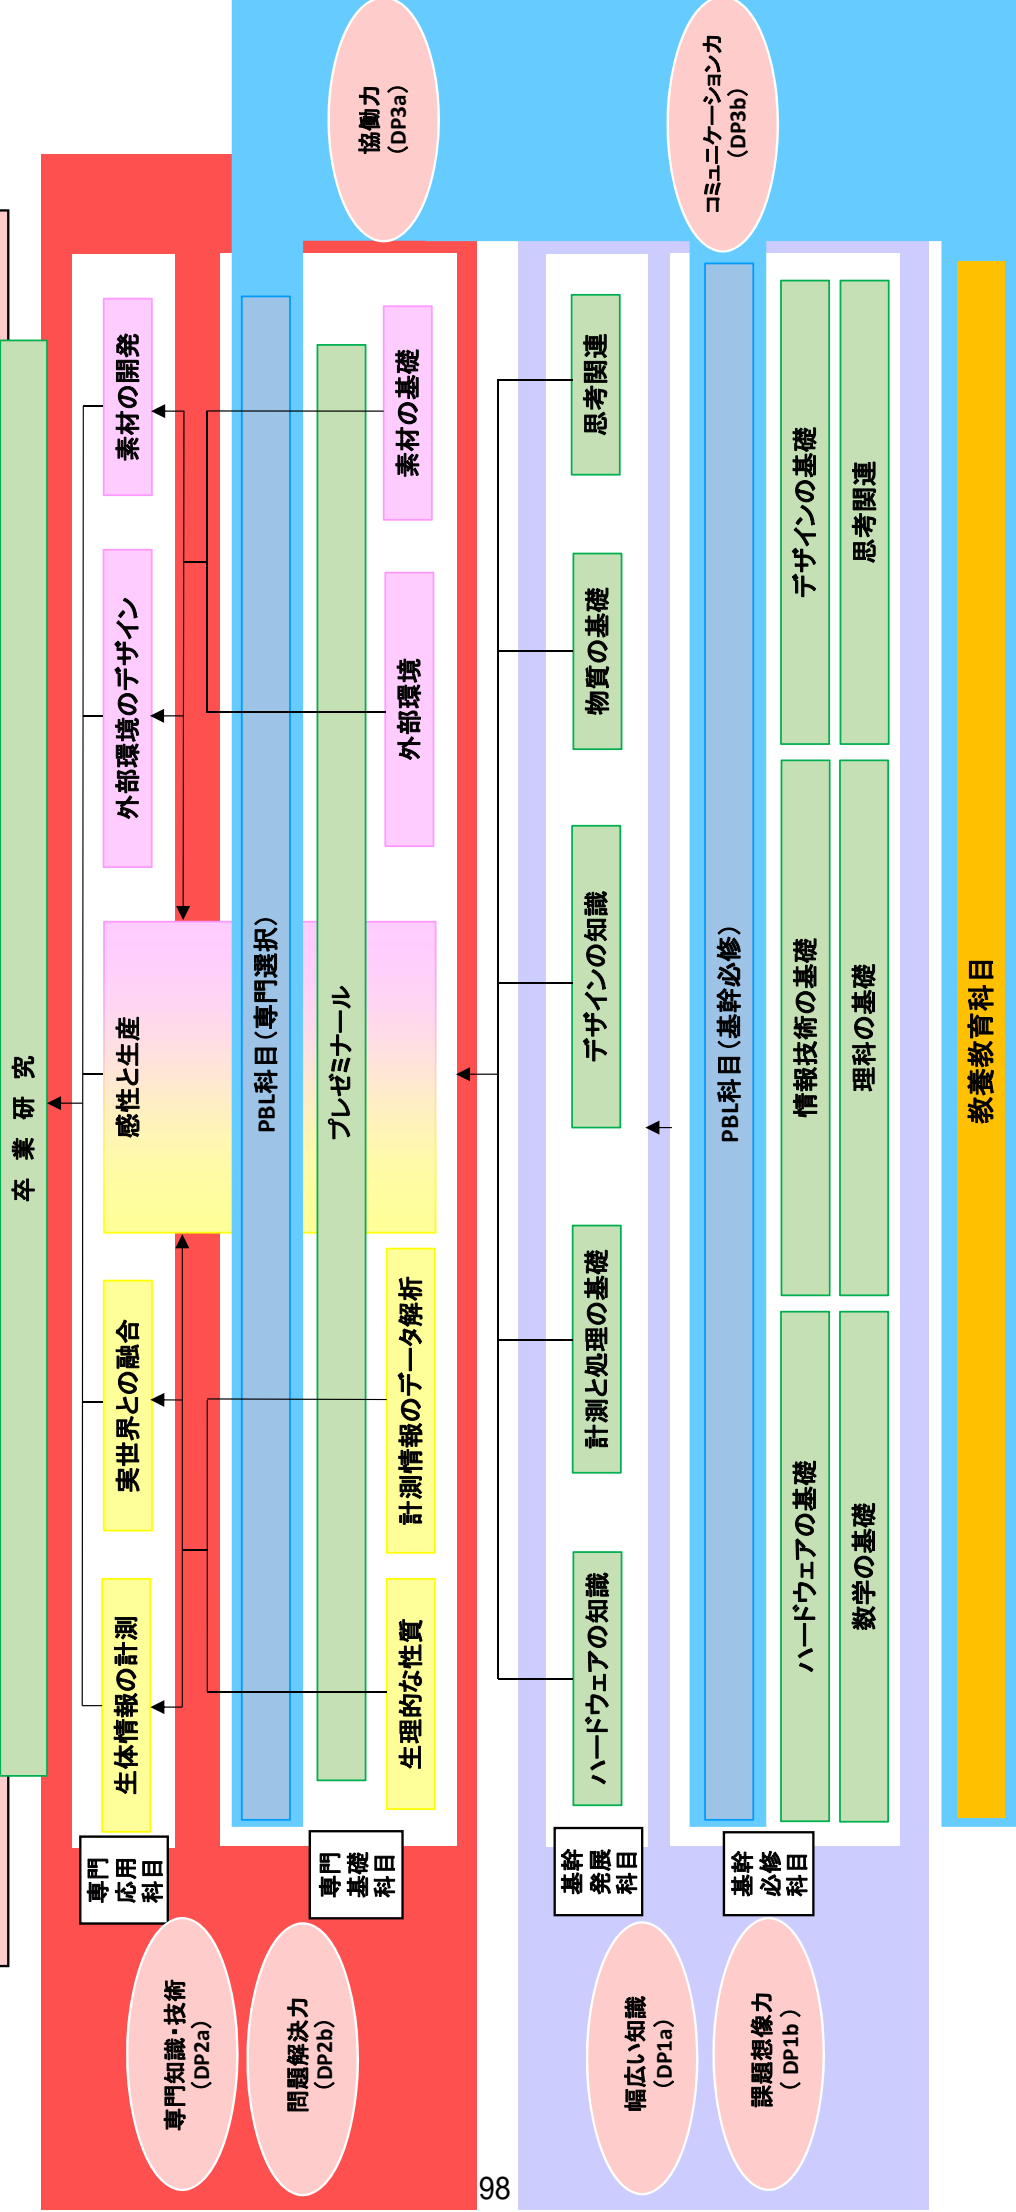 卒 業 研 究
専門
応用
科目
生体情報の計測
実世界との融合
感性と生産
外部環境のデザイン
素材の開発
専門知識・技術
(DP2a)
問題解決力
(DP2b)
PBL科目(専門選択)
協働力
(DP3a)
専門
基礎
科目
プレゼミナール
生理的な性質
計測情報のデータ解析
外部環境
素材の基礎
基幹
発展
科目
ハードウェアの知識
計測と処理の基礎
デザインの知識
物質の基礎
思考関連
幅広い知識
(DP1a)
課題想像力
( DP1b )
コミュニケーション力
(DP3b)
基幹
必修
科目
PBL科目(基幹必修)
ハードウェアの基礎
情報技術の基礎
デザインの基礎
数学の基礎
理科の基礎
思考関連
教養教育科目
98